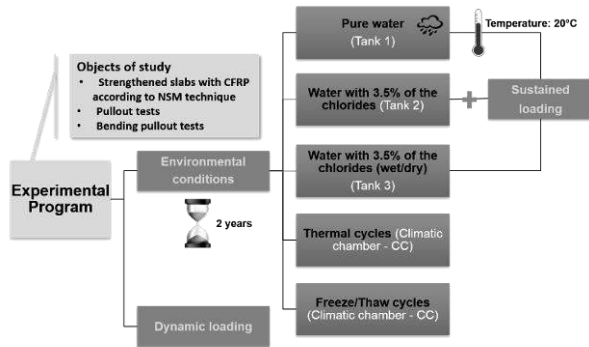 Pure water
(Tank 1)
Temperature: 20°C
Objects of study
• Strengthened slabs with CFRP
according to NSM technique
• Pullout tests
• Bending pullout tests
Water with 3.5% of the
chlorides (Tank 2)
Sustained
loading
Experimental
Program
Environmental
conditions
2 years
Water with 3.5% of the
chlorides (wet/dry)
(Tank 3)
Thermal cycles (Climatic
chamber - CC)
Freeze/Thaw cycles
(Climatic chamber - CC)
Dynamic loading